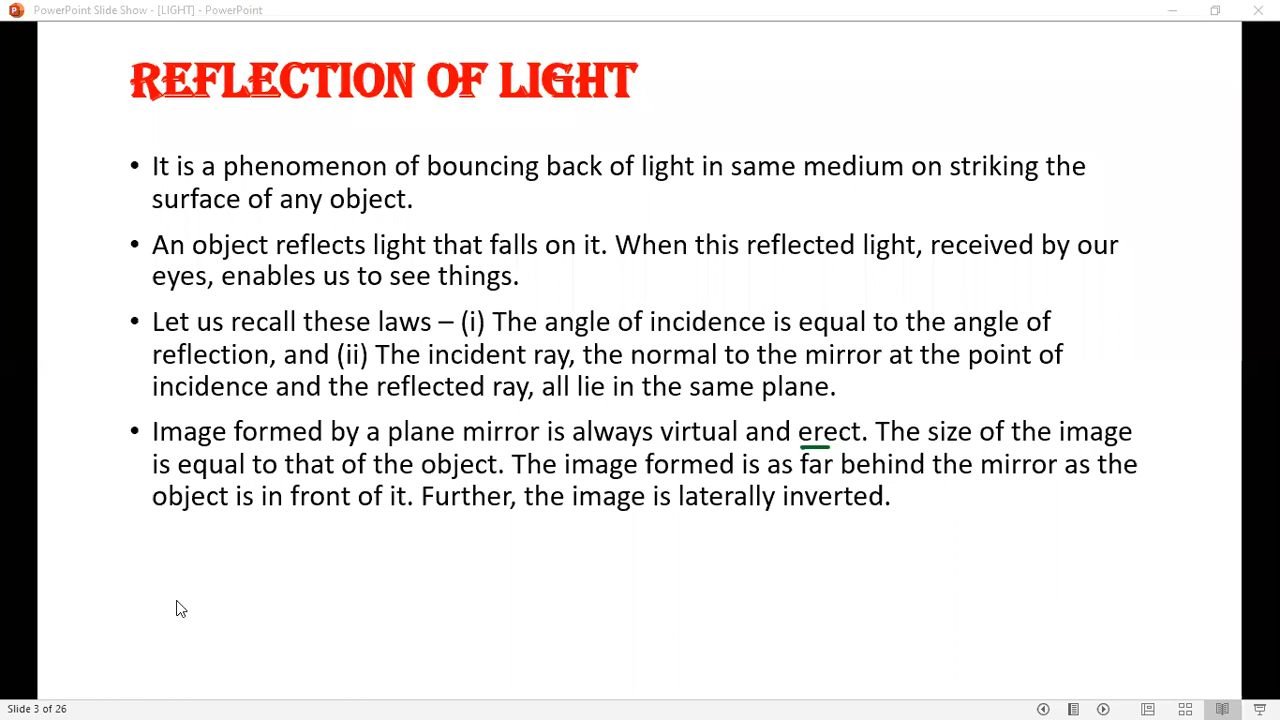 PowerPoint Slide Show - [LIGHT] - PowerPoint
REFLECTION OF LIGHT
• It is a phenomenon of bouncing back of light in same medium on striking the
surface of any object.
• An object reflects light that falls on it. When this reflected light, received by our
eyes, enables us to see things.
• Let us recall these laws – (i) The angle of incidence is equal to the angle of
reflection, and (ii) The incident ray, the normal to the mirror at the point of
incidence and the reflected ray, all lie in the same plane.
• Image formed by a plane mirror is always virtual and erect. The size of the image
is equal to that of the object. The image formed is as far behind the mirror as the
object is in front of it. Further, the image is laterally inverted.
Slide 3 of 26